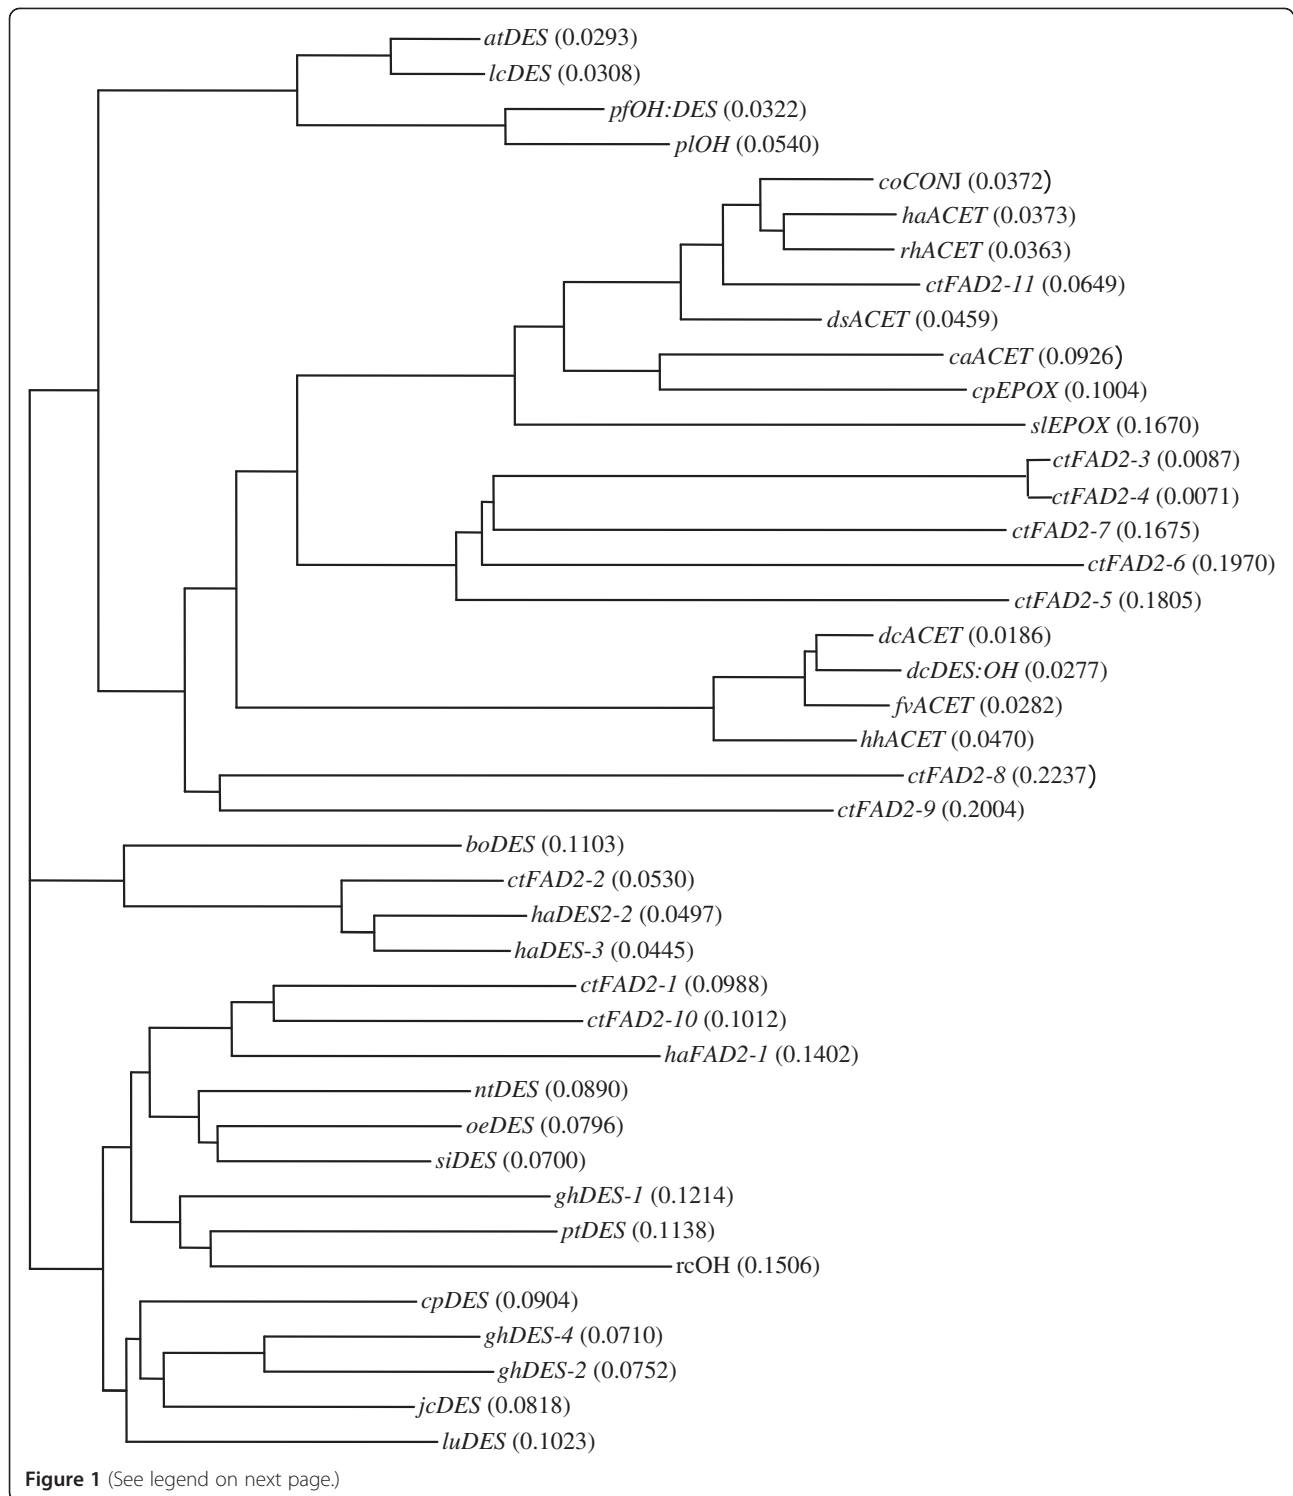 atDES (0.0293)
lcDES (0.0308)
pfOH:DES (0.0322)
plOH (0.0540)
coCONJ (0.0372)
haACET (0.0373)
rhACET (0.0363)
ctFAD2-11 (0.0649)
dsACET (0.0459)
caACET (0.0926)
cpEPOX (0.1004)
slEPOX (0.1670)
ctFAD2-3 (0.0087)
ctFAD2-4 (0.0071)
ctFAD2-7 (0.1675)
ctFAD2-6 (0.1970)
ctFAD2-5 (0.1805)
dcACET (0.0186)
dcDES:OH (0.0277)
fvACET (0.0282)
hhACET (0.0470)
ctFAD2-8 (0.2237)
ctFAD2-9 (0.2004)
boDES (0.1103)
ctFAD2-2 (0.0530)
haDES2-2 (0.0497)
haDES-3 (0.0445)
ctFAD2-1 (0.0988)
ctFAD2-10 (0.1012)
haFAD2-1 (0.1402)
ntDES (0.0890)
oeDES (0.0796)
siDES (0.0700)
ghDES-1 (0.1214)
ptDES (0.1138)
rcOH (0.1506)
cpDES (0.0904)
ghDES-4 (0.0710)
ghDES-2 (0.0752)
jcDES (0.0818)
luDES (0.1023)
Figure 1 (See legend on next page.)